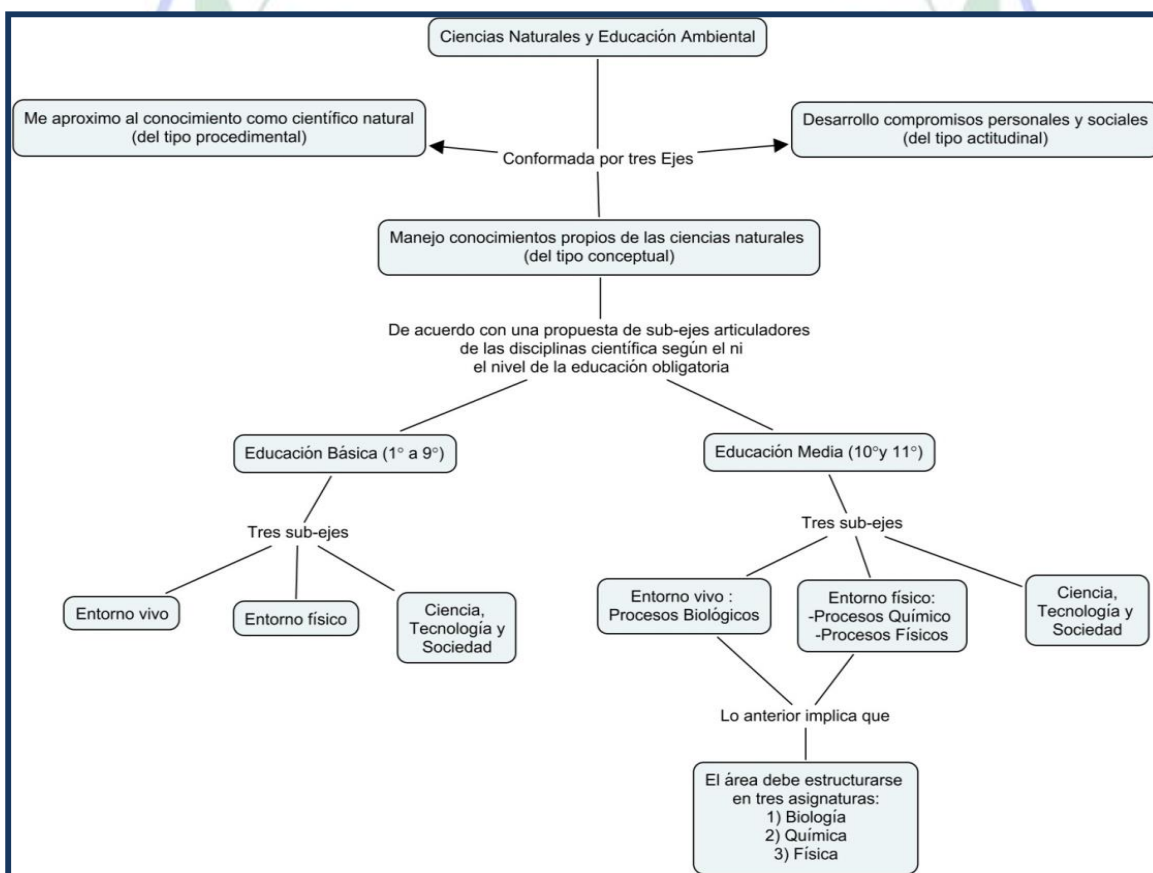 Ciencias Naturales y Educación Ambiental
Me aproximo al conocimiento como científico natural
(del tipo procedimental)
Desarrollo compromisos personales y sociales
(del tipo actitudinal)
Conformada por tres Ejes
Manejo conocimientos propios de las ciencias naturales
(del tipo conceptual)
De acuerdo con una propuesta de sub-ejes articuladores
de las disciplinas científica según el ni
el nivel de la educación obligatoria
Educación Básica (1° a 9°)
Educación Media (10°y 11°)
Tres sub-ejes
Tres sub-ejes
Entorno vivo
Entorno físico
Ciencia,
Tecnología y
Sociedad
Entorno vivo :
Procesos Biológicos
Entorno físico:
-Procesos Químico
-Procesos Físicos
Ciencia,
Tecnología y
Sociedad
Lo anterior implica que
El área debe estructurarse
en tres asignaturas:
1) Biología
2) Química
3) Física